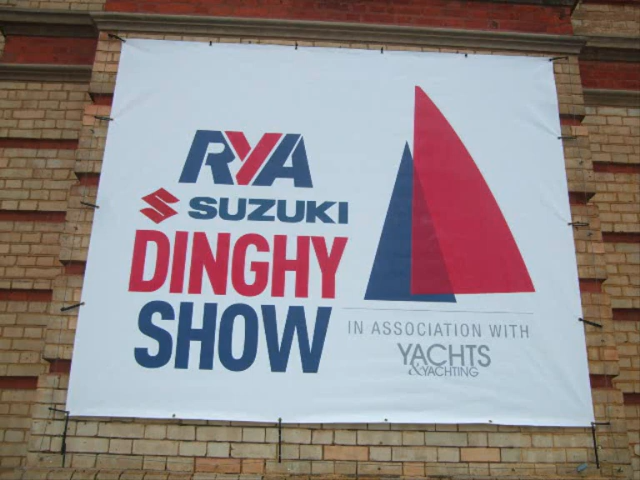 RYA
SUZUKI
DINGHY
SHOW
IN ASSOCIATION WITH
YACHTS
& YACHTING